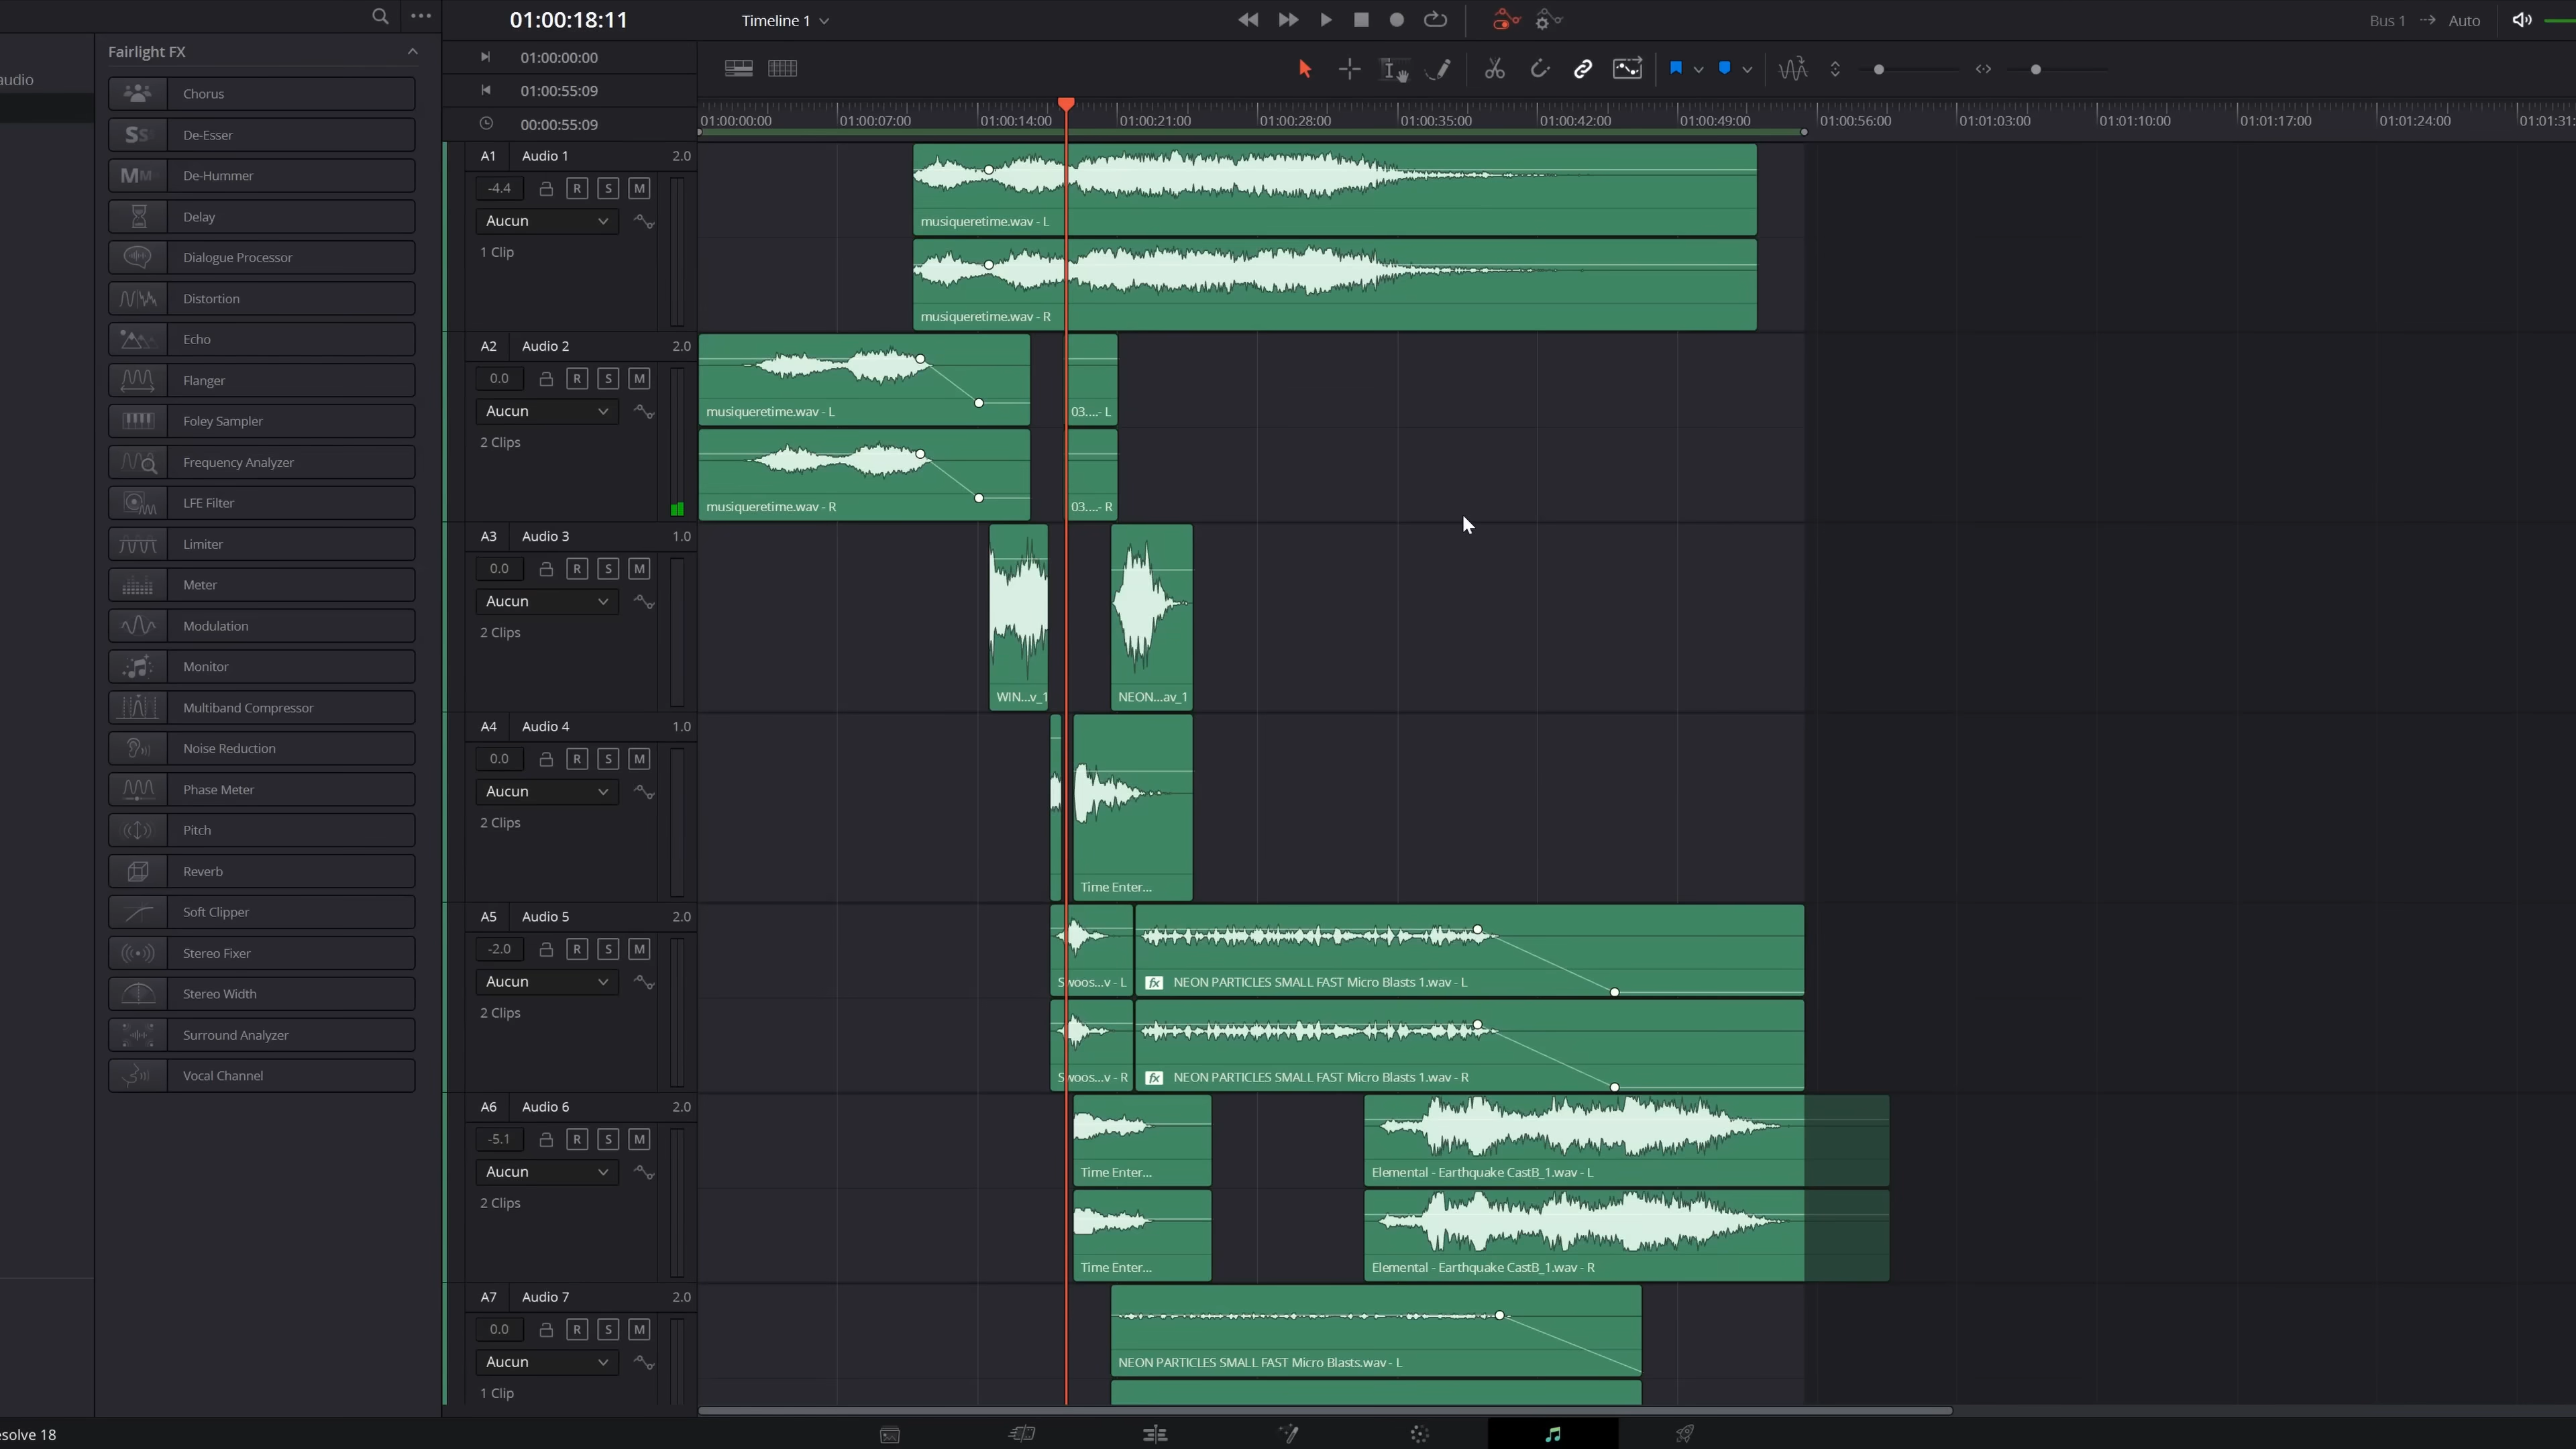 01:00:18:11
Timeline 1
Bus 1
Auto
Fairlight FX
01:00:00:00
audio
01:00:55:09
00:00:55:09
01:00:00:00 01:00:07:00 01:00:14:00 01:00:21:00 01:00:28:00 01:00:35:00 01:00:42:00 01:00:49:00 01:00:56:00 01:01:03:00 01:01:10:00 01:01:17:00 01:01:24:00 01:01:31:
Chorus
Ss De-Esser
MM De-Hummer
Delay
Dialogue Processor
Distortion
Echo
Flanger
Foley Sampler
Frequency Analyzer
LFE Filter
Limiter
Meter
Modulation
Monitor
Multiband Compressor
Noise Reduction
Phase Meter
Pitch
Reverb
Soft Clipper
Stereo Fixer
Stereo Width
Surround Analyzer
Vocal Channel
A1 Audio 1 2.0
-4.4 R S M
Aucun
1 Clip
musiqueretime.wav - L
musiqueretime.wav - R
A2 Audio 2 2.0
0.0 R S M
Aucun
2 Clips
musiqueretime.wav - L
03....- L
musiqueretime.wav - R
03....- R
A3 Audio 3 1.0
0.0 R S M
Aucun
2 Clips
WIN...v_1
NEON...av_1
A4 Audio 4 1.0
0.0 R S M
Aucun
2 Clips
Time Enter...
A5 Audio 5 2.0
-2.0 R S M
Aucun
2 Clips
Swoos...v - L
fx NEON PARTICLES SMALL FAST Micro Blasts 1.wav - L
Swoos...v - R
fx NEON PARTICLES SMALL FAST Micro Blasts 1.wav - R
A6 Audio 6 2.0
-5.1 R S M
Aucun
2 Clips
Time Enter...
Elemental - Earthquake CastB_1.wav - L
Time Enter...
Elemental - Earthquake CastB_1.wav - R
A7 Audio 7 2.0
0.0 R S M
Aucun
1 Clip
NEON PARTICLES SMALL FAST Micro Blasts.wav - L
esolve 18